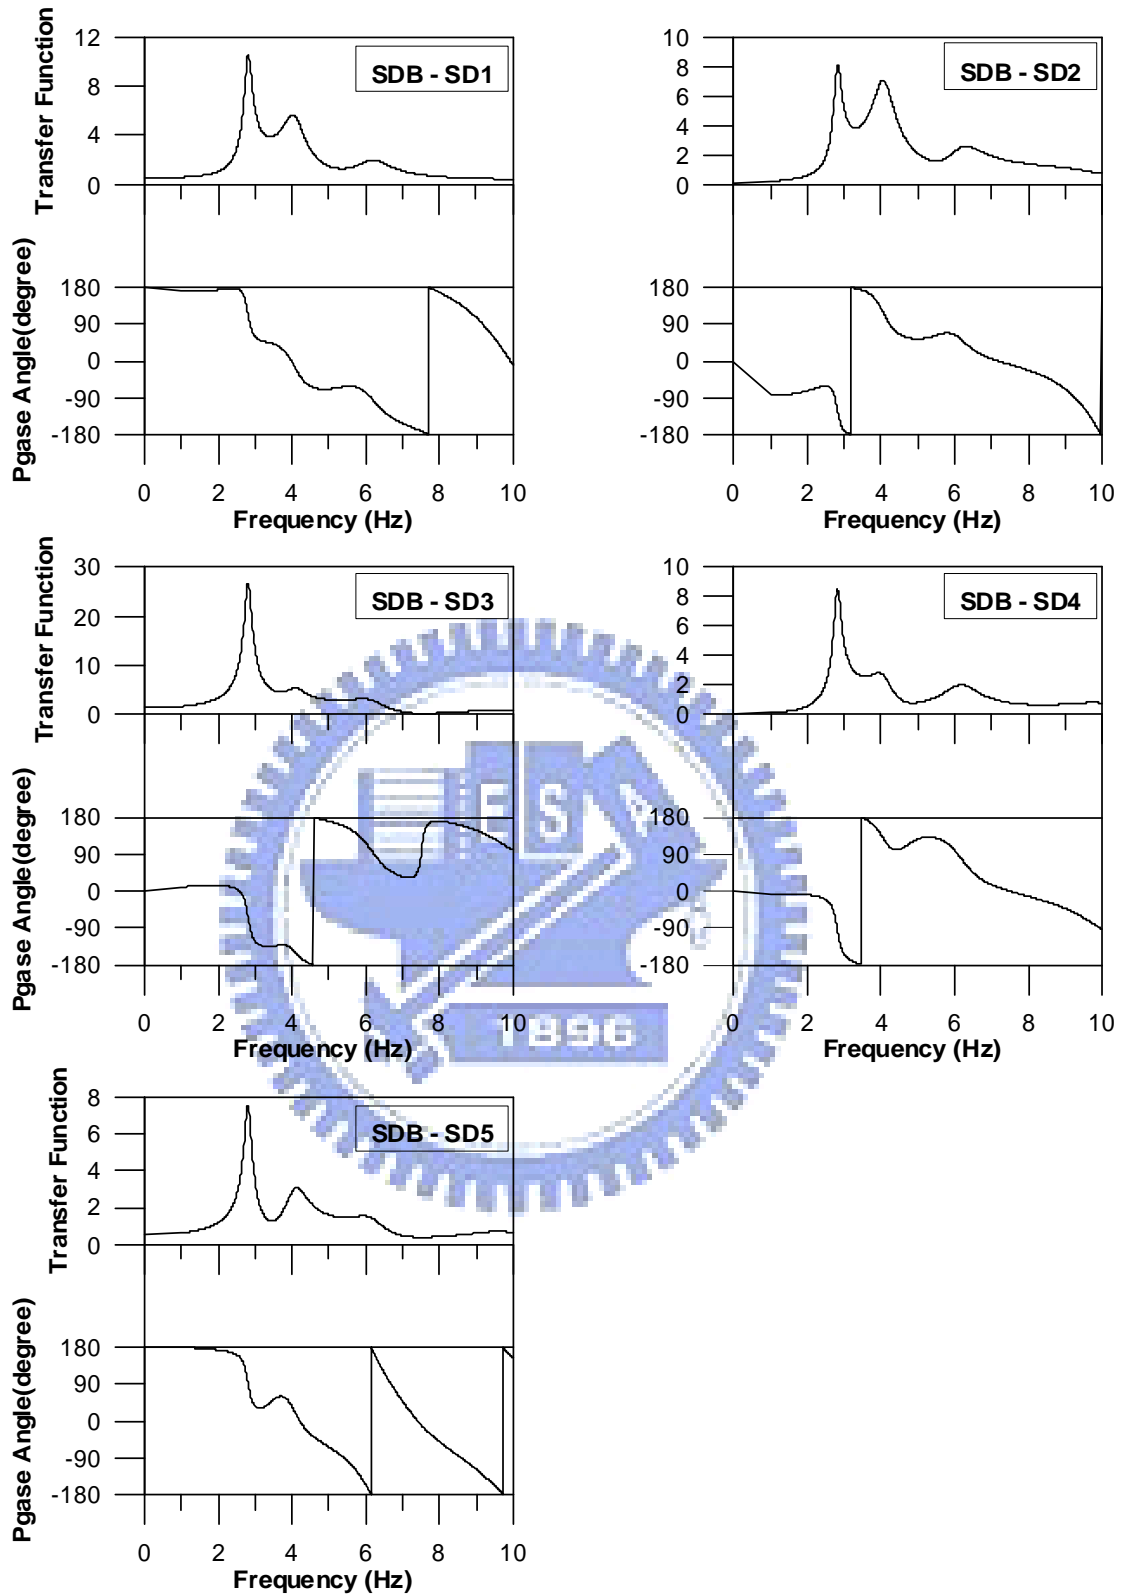 Transfer Function
12
8
4
0
SDB - SD1
Pgase Angle(degree)
180
90
0
-90
-180
0 2 4 6 8 10
Frequency (Hz)
10
8
6
4
2
0
SDB - SD2
180
90
0
-90
-180
0 2 4 6 8 10
Frequency (Hz)
Transfer Function
30
20
10
0
SDB - SD3
Pgase Angle(degree)
180
90
0
-90
-180
0 2 4 6 8 10
Frequency (Hz)
10
8
6
4
2
0
SDB - SD4
180
90
0
-90
-180
0 2 4 6 8 10
Frequency (Hz)
E S A
1896
Transfer Function
8
6
4
2
0
SDB - SD5
Pgase Angle(degree)
180
90
0
-90
-180
0 2 4 6 8 10
Frequency (Hz)